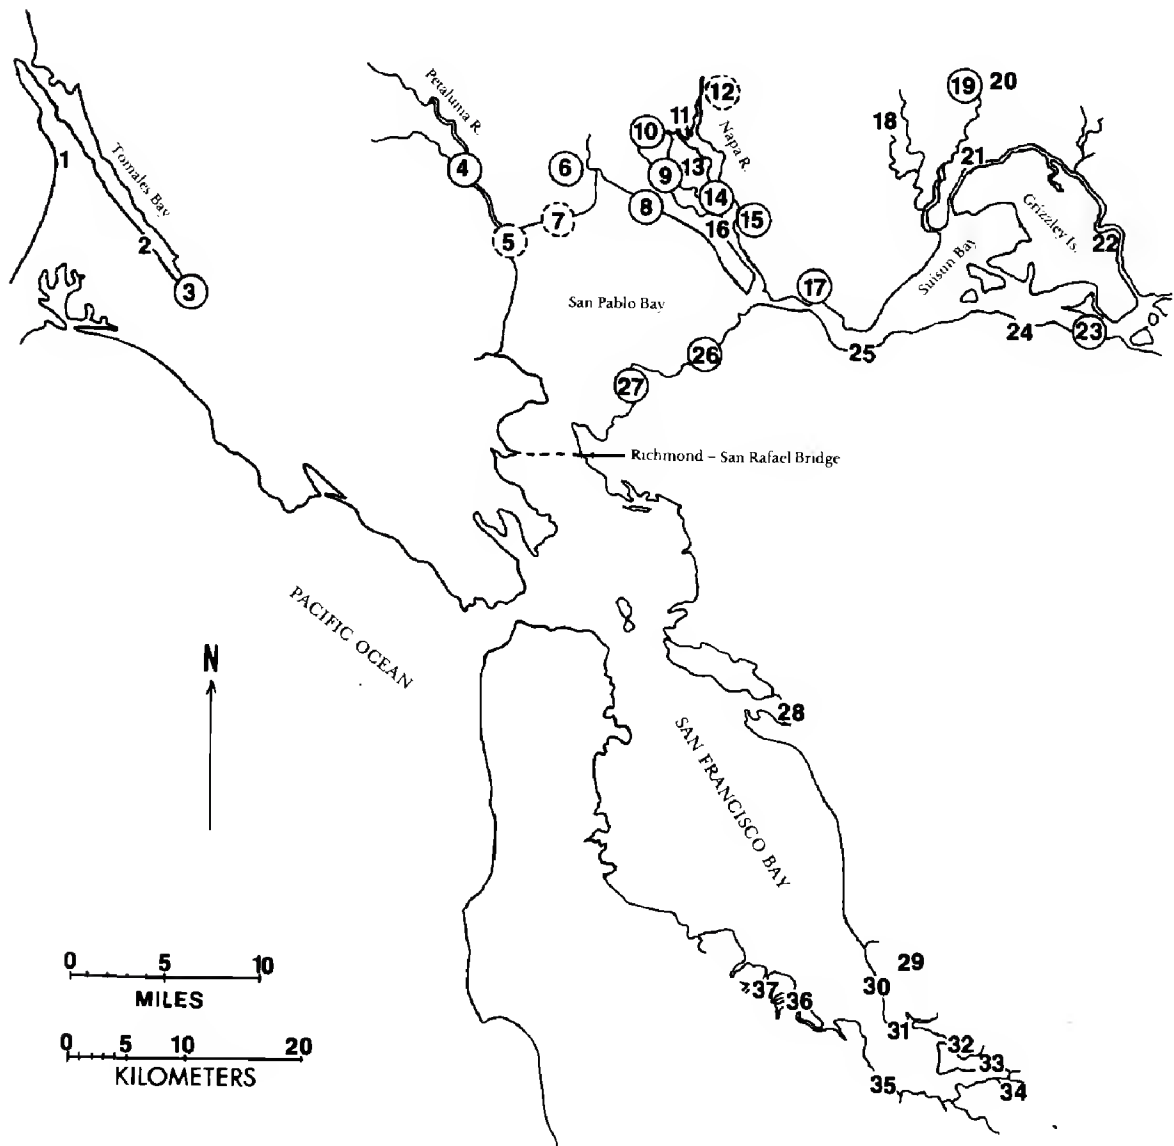 Petaluma R.
12
19
20
11
18
10
Napa R.
1
Tomales Bay
4
6
9
13
21
14
8
15
Grizzley Is.
2
7
5
16
22
Suisun Bay
3
San Pablo Bay
17
24
23
26
25
27
Richmond – San Rafael Bridge
PACIFIC OCEAN
N
28
SAN FRANCISCO BAY
29
0 5 10
MILES
30
37
36
31
32
0 5 10 20
KILOMETERS
33
35
34